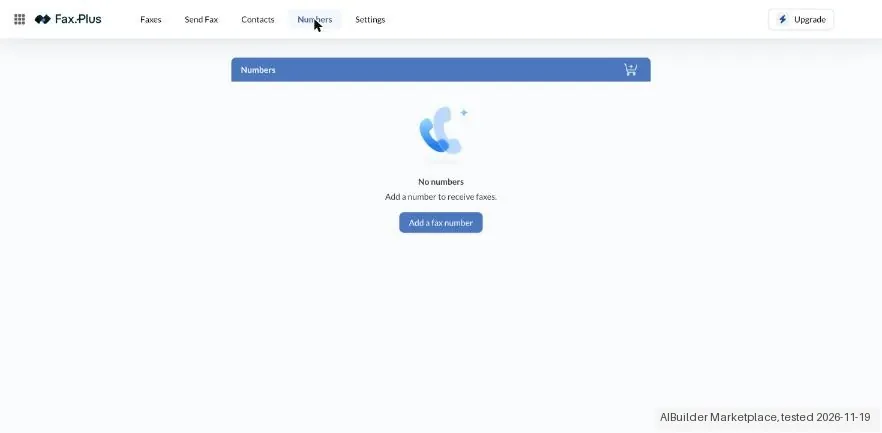 Fax.Plus
Faxes
Send Fax
Contacts
Numbers
Settings
Upgrade
Numbers
No numbers
Add a number to receive faxes.
Add a fax number
AIBuilder Marketplace, tested 2026-11-19